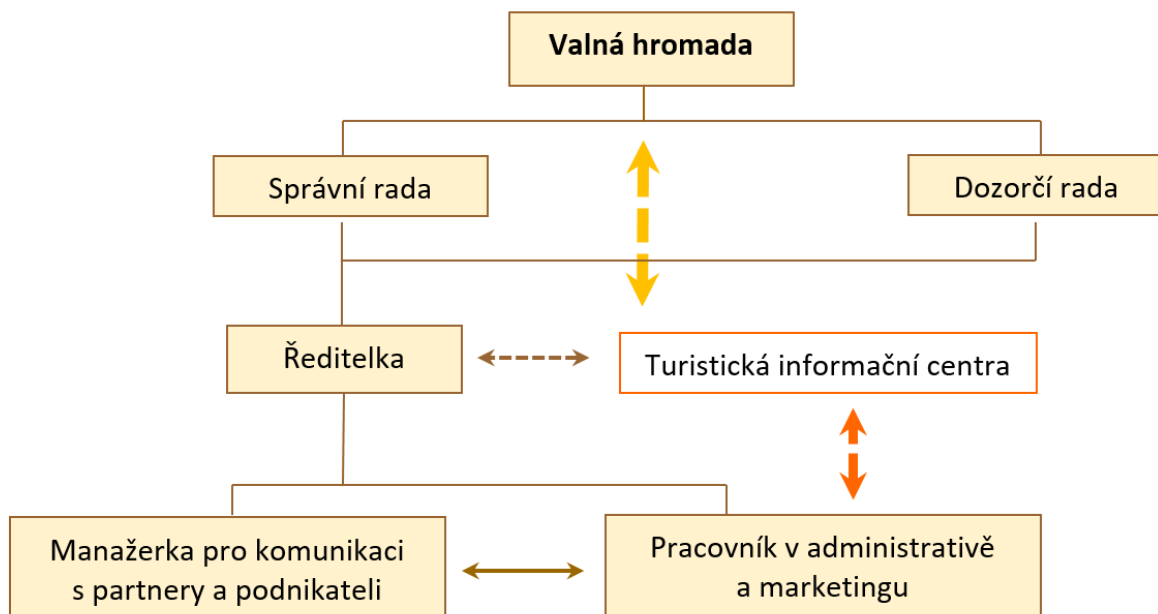 Valná hromada
Správní rada
Dozorčí rada
Ředitelka
Turistická informační centra
Manažerka pro komunikaci
s partnery a podnikateli
Pracovník v administrativě
a marketingu